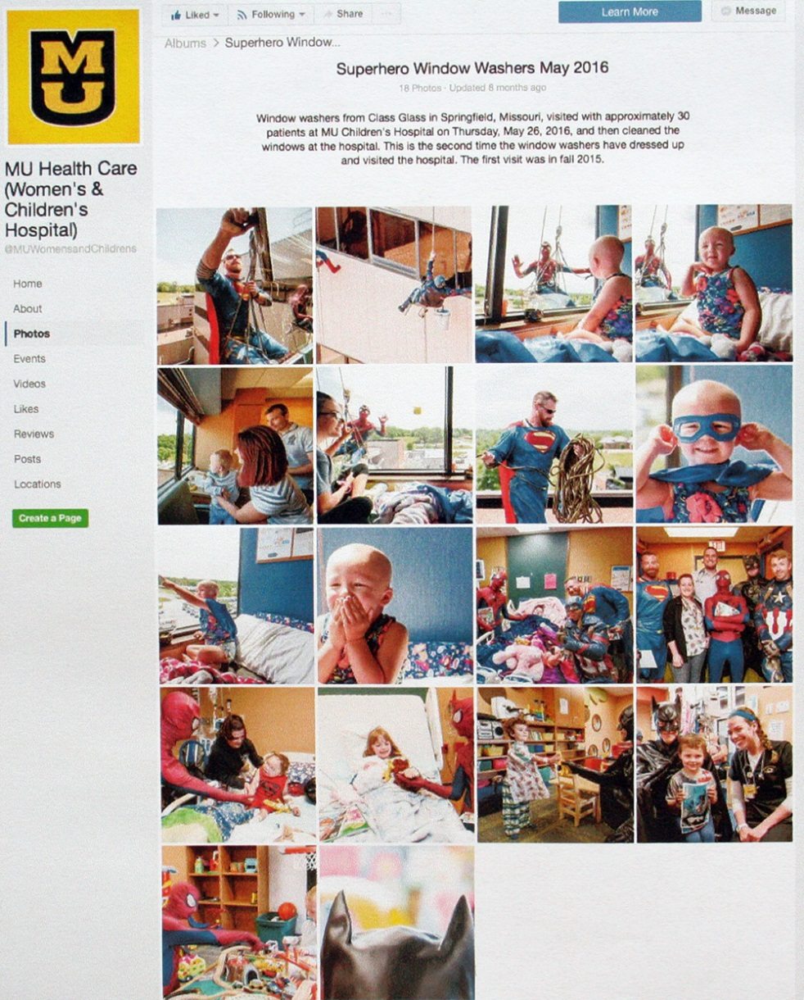 Liked
Following
Share
Learn More
Message
Albums > Superhero Window...
Superhero Window Washers May 2016
18 Photos · Updated 8 months ago
Window washers from Class Glass in Springfield, Missouri, visited with approximately 30
patients at MU Children's Hospital on Thursday, May 26, 2016, and then cleaned the
windows at the hospital. This is the second time the window washers have dressed up
and visited the hospital. The first visit was in fall 2015.
MU
MU Health Care
(Women's &
Children's
Hospital)
@MUWomensandChildrens
Home
About
Photos
Events
Videos
Likes
Reviews
Posts
Locations
Create a Page